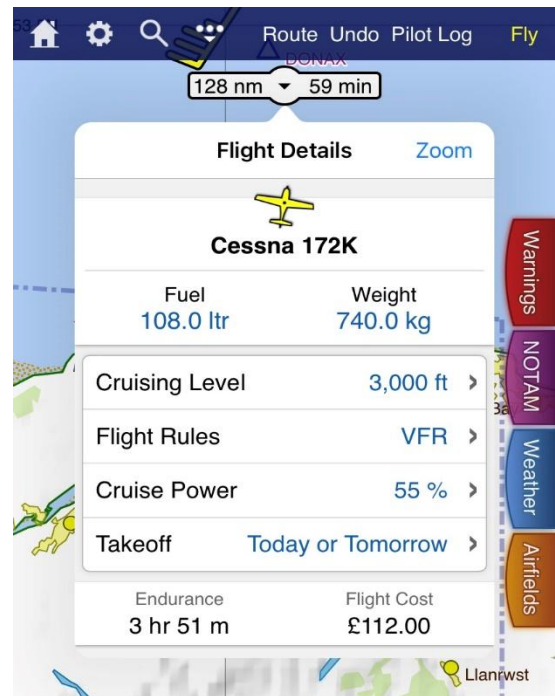 53
Route Undo Pilot Log Fly
DONAX
128 nm 59 min
Flight Details Zoom
Cessna 172K
Fuel Weight
108.0 ltr 740.0 kg
Cruising Level 3,000 ft
Flight Rules VFR
Cruise Power 55 %
Takeoff Today or Tomorrow
Endurance Flight Cost
3 hr 51 m £112.00
Warnings
NOTAM
Weather
Airfields
Llanrwst